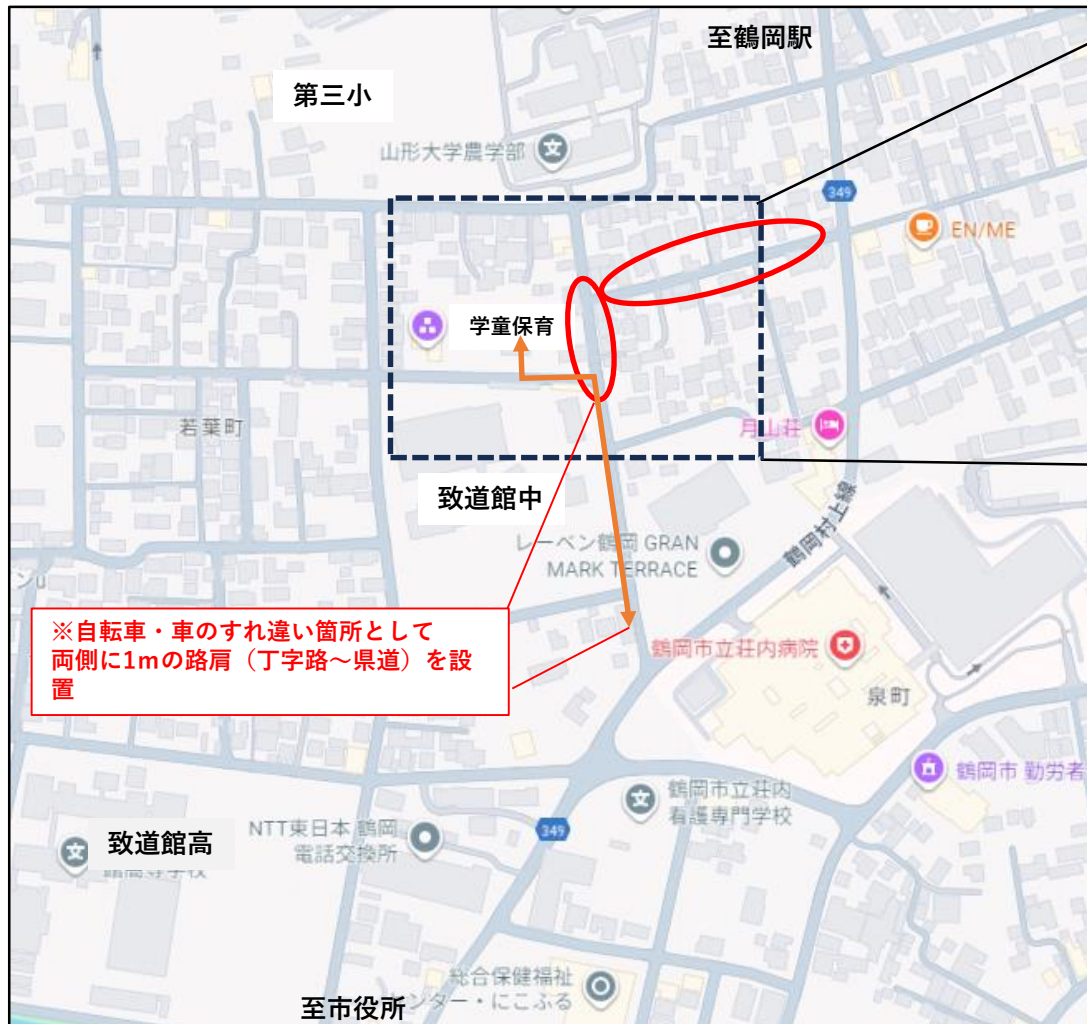 至鶴岡駅
第三小
山形大学農学部
349
EN/ME
学童保育
若葉町
月山荘
致道館中
鶴岡村上線
レーベン鶴岡 GRAN
MARK TERRACE
ンu
※自転車・車のすれ違い箇所として
両側に1mの路肩（丁字路～県道）を設
置
鶴岡市立荘内病院
泉町
鶴岡市 勤労者
鶴岡市立荘内
看護専門学校
NTT東日本 鶴岡
電話交換所
349
致道館高
館高等学校
総合保健福祉
センター・にこふる
至市役所